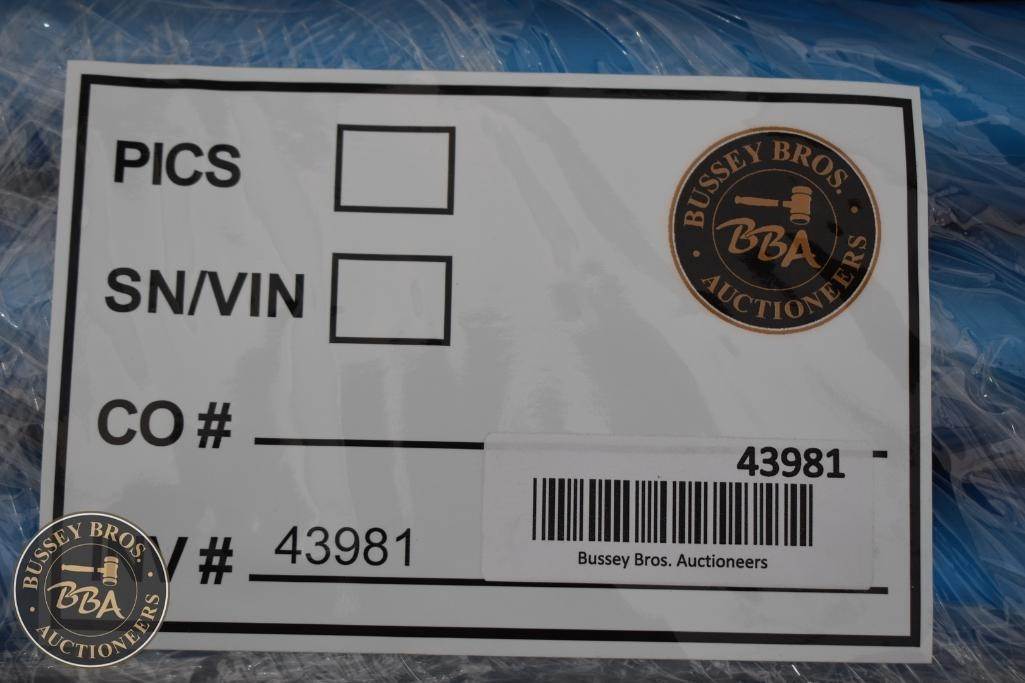 PICS
BUSSEY BROS.
BBA
AUCTIONEERS
SN/VIN
CO #
43981
Bussey Bros. Auctioneers
# 43981
BUSSEY BROS.
BBA
AUCTIONEERS